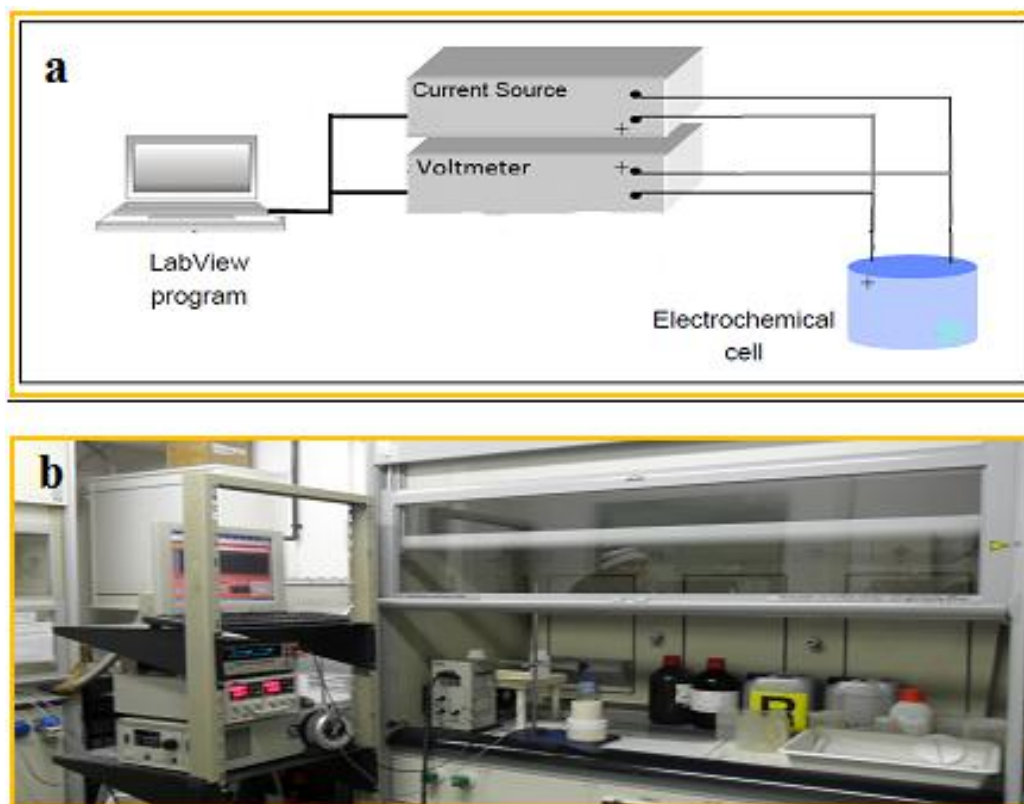 a
Current Source
+
+
Voltmeter
LabView
program
+
Electrochemical
cell
b